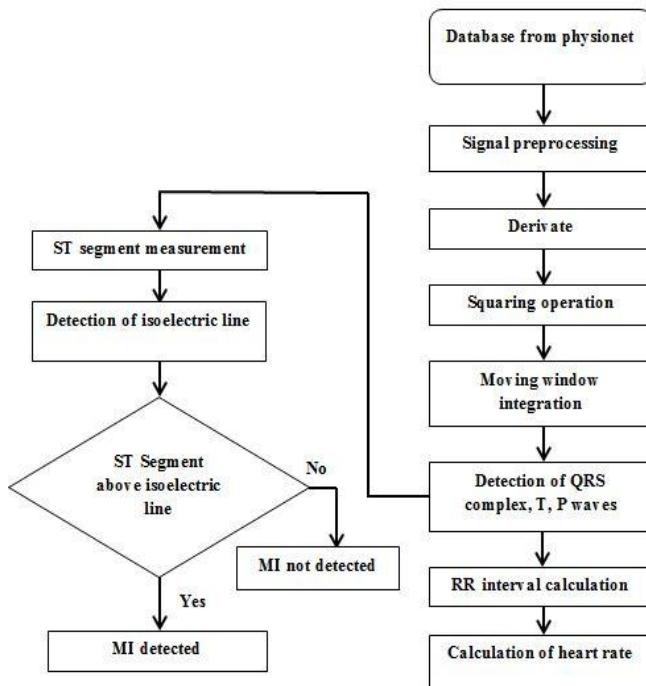 Database from physionet
Signal preprocessing
Derivate
Squaring operation
Moving window
integration
Detection of QRS
complex, T, P waves
RR interval calculation
Calculation of heart rate
ST segment measurement
Detection of isoelectric line
ST Segment
above isoelectric
line
No
MI not detected
Yes
MI detected